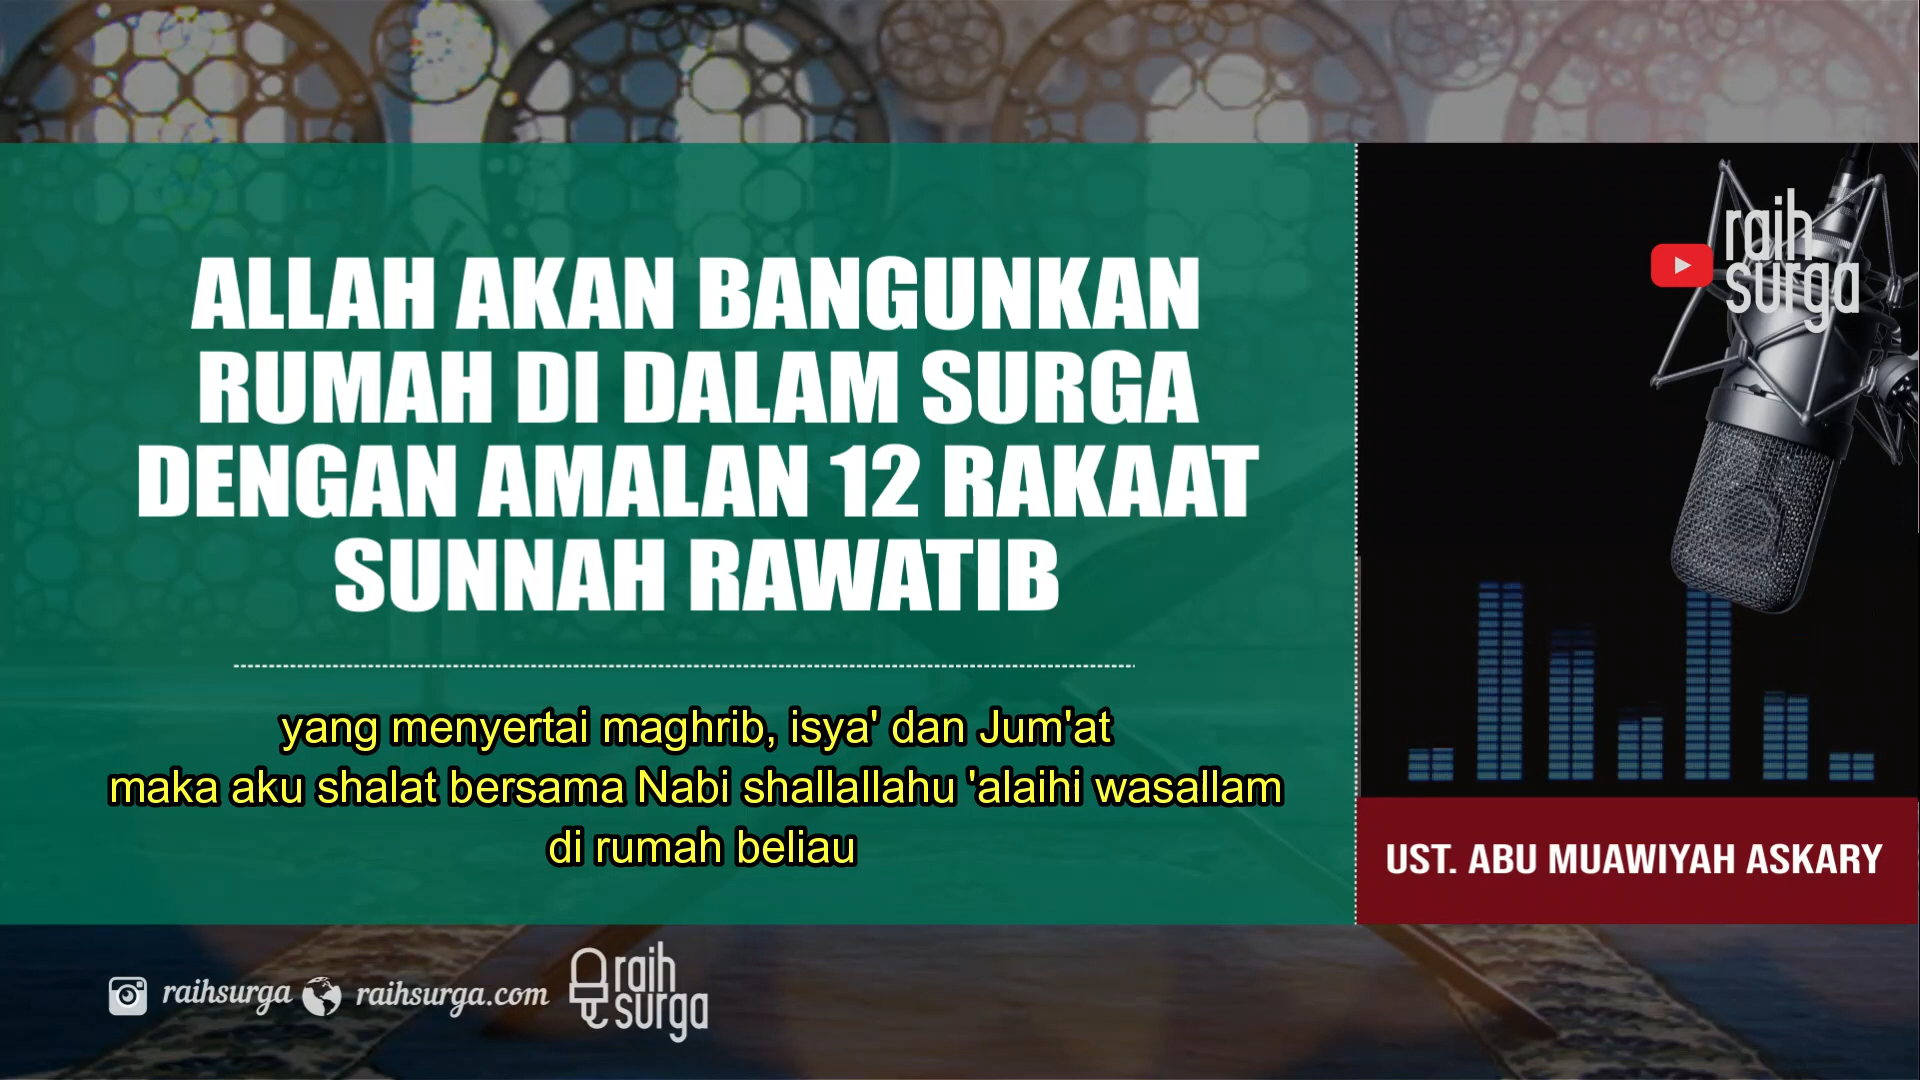 ALLAH AKAN BANGUNKAN
RUMAH DI DALAM SURGA
DENGAN AMALAN 12 RAKAAT
SUNNAH RAWATIB
yang menyertai maghrib, isya' dan Jum'at
maka aku shalat bersama Nabi shallallahu 'alaihi wasallam
di rumah beliau
raih
surga
UST. ABU MUAWIYAH ASKARY
raihsurga
raihsurga.com
raih
surga